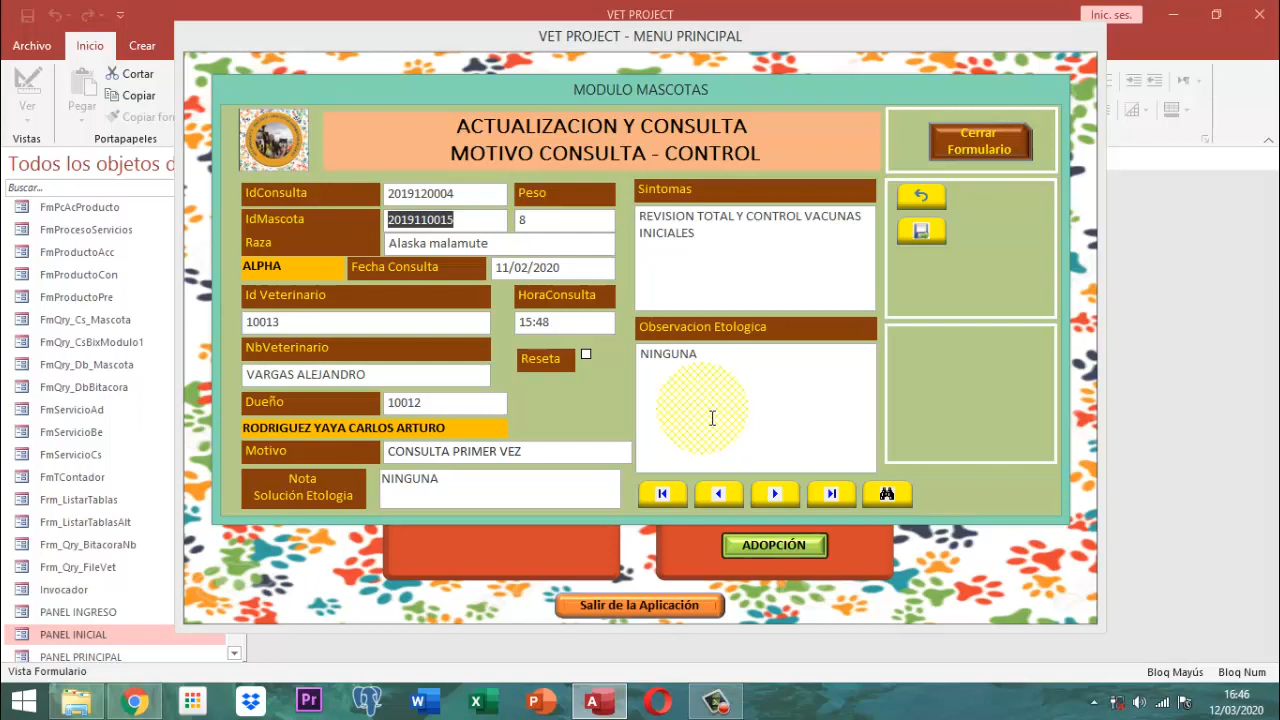 VET PROJECT
Inic. ses.
Archivo
Inicio
Crear
VET PROJECT - MENU PRINCIPAL
Ver
Vistas
Pegar
Cortar
Copiar
Copiar for
Portapapeles
Todos los objetos d
Buscar...
FmPcAcProducto
FmProcesoServicios
FmProductoAcc
FmProductoCon
FmProductoPre
FmQry_Cs_Mascota
FmQry_CsBixModulo1
FmQry_Db_Mascota
FmQry_DbBitacora
FmServicioAd
FmServicioBe
FmServicioCs
FmTContador
Frm_ListarTablas
Frm_ListarTablasAlt
Frm_Qry_BitacoraNb
Frm_Qry_FileVet
Invocador
PANEL INGRESO
PANEL INICIAL
PANEL PRINCIPAL
MODULO MASCOTAS
ACTUALIZACION Y CONSULTA
MOTIVO CONSULTA - CONTROL
Cerrar
Formulario
IdConsulta
2019120004
Peso
IdMascota
2019110015
8
Raza
Alaska malamute
ALPHA
Fecha Consulta
11/02/2020
Id Veterinario
HoraConsulta
10013
15:48
NbVeterinario
Reseta
VARGAS ALEJANDRO
Dueño
10012
RODRIGUEZ YAYA CARLOS ARTURO
Motivo
CONSULTA PRIMER VEZ
Nota
Solución Etologia
NINGUNA
Sintomas
REVISION TOTAL Y CONTROL VACUNAS
INICIALES
Observacion Etologica
NINGUNA
ADOPCIÓN
Salir de la Aplicación
Vista Formulario
Bloq Mayús
Bloq Num
Pr
W
X
P
A
16:46
12/03/2020